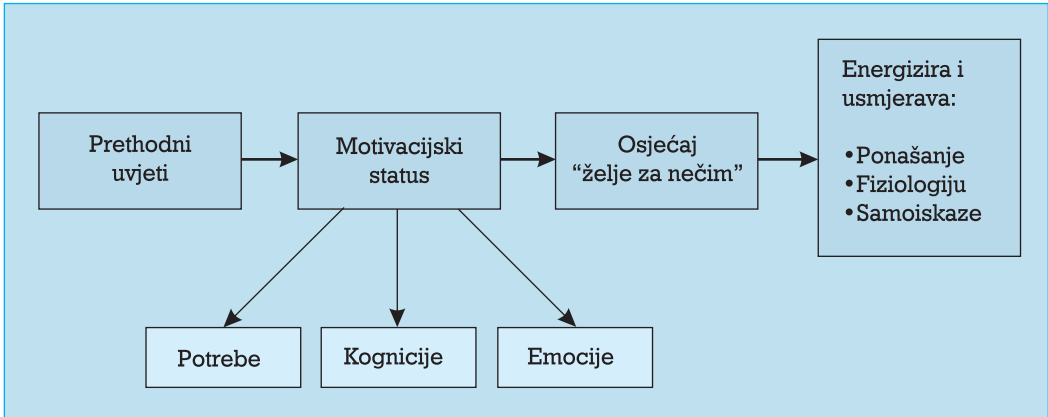 Prethodni
uvjeti
Motivacijski
status
Osjećaj
“želje za nečim”
Energizira i
usmjerava:
•Ponašanje
•Fiziologiju
•Samoiskaze
Potrebe
Kognicije
Emocije